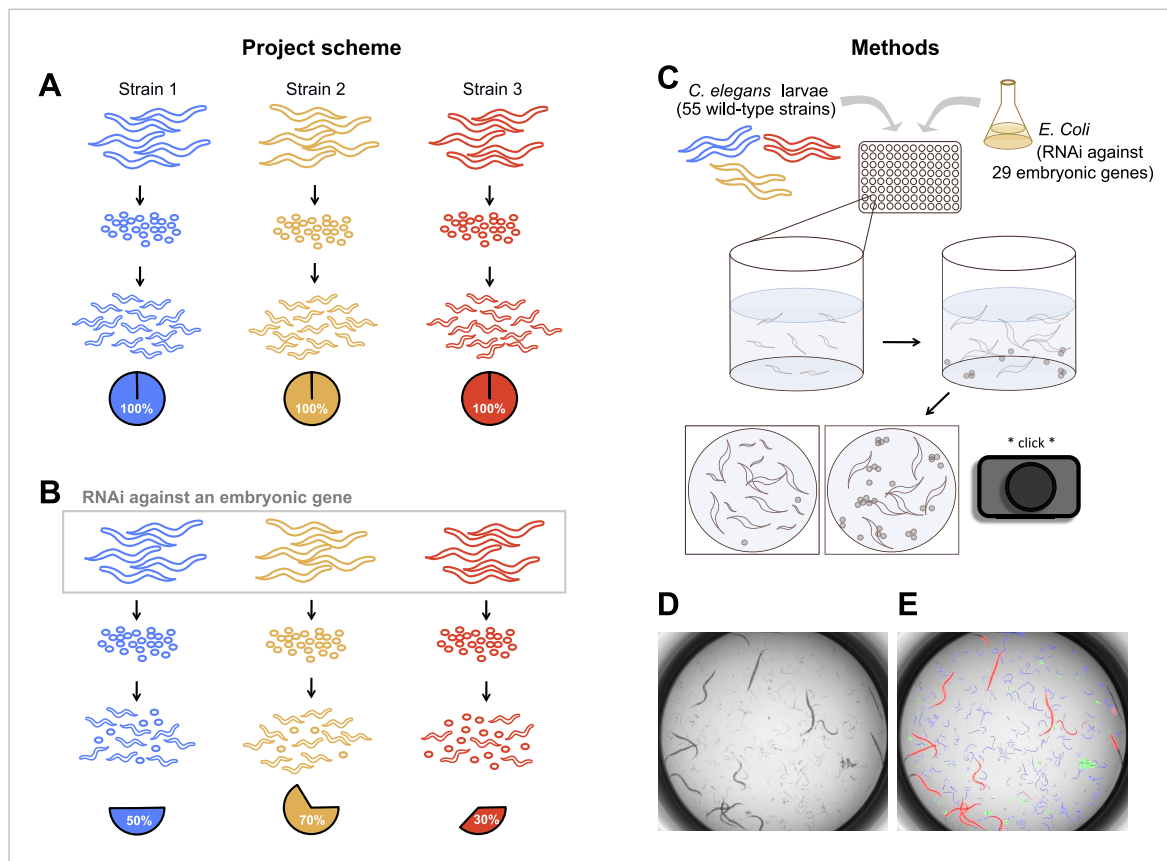 Project scheme
A
Strain 1
Strain 2
Strain 3
100%
100%
100%
B
RNAi against an embryonic gene
50%
70%
30%
Methods
C
C. elegans larvae
(55 wild-type strains)
E. Coli
(RNAi against
29 embryonic genes)
* click *
D
E